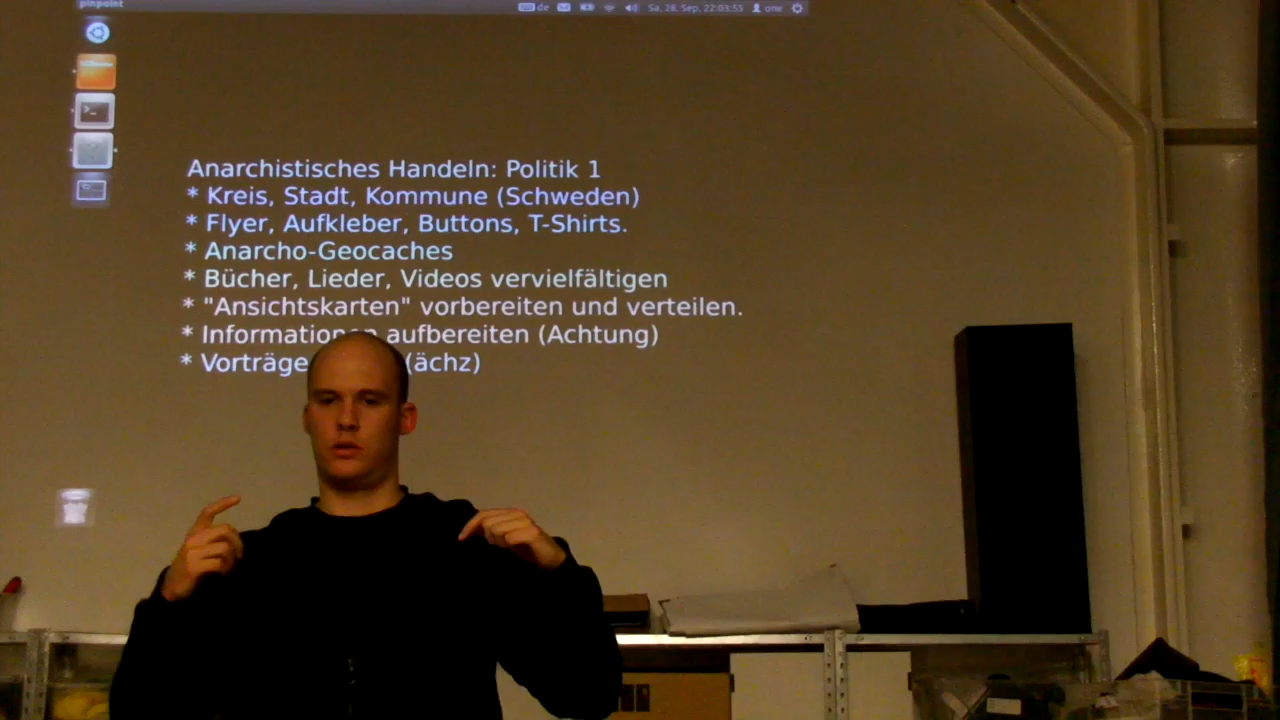 pinpoint
de Sa, 28. Sep, 22:03:55 one
Anarchistisches Handeln: Politik 1
* Kreis, Stadt, Kommune (Schweden)
* Flyer, Aufkleber, Buttons, T-Shirts.
* Anarcho-Geocaches
* Bücher, Lieder, Videos vervielfältigen
* "Ansichtskarten" vorbereiten und verteilen.
* Informationen aufbereiten (Achtung)
* Vorträge (ächz)